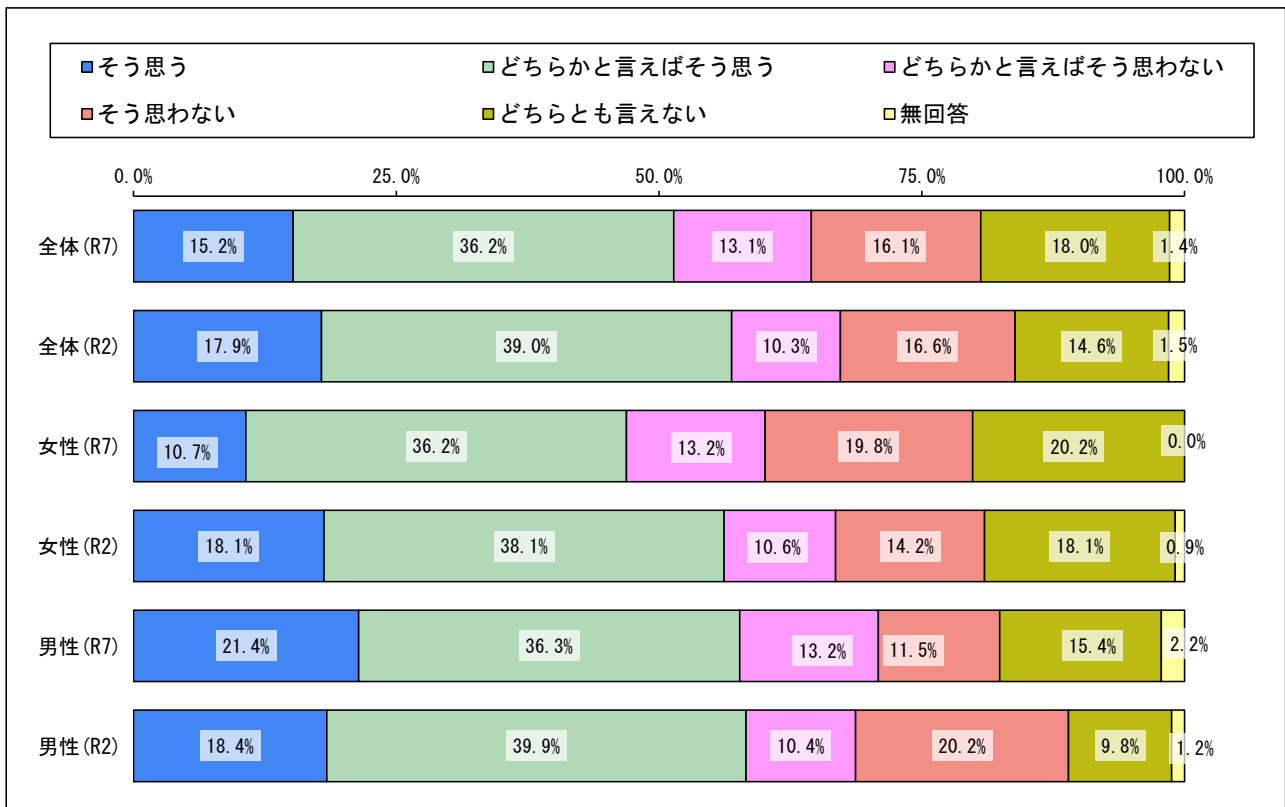 そう思う どちらかと言えばそう思う どちらかと言えばそう思わない
そう思わない どちらとも言えない 無回答
0.0% 25.0% 50.0% 75.0% 100.0%
全体(R7) 15.2% 36.2% 13.1% 16.1% 18.0% 1.4%
全体(R2) 17.9% 39.0% 10.3% 16.6% 14.6% 1.5%
女性(R7) 10.7% 36.2% 13.2% 19.8% 20.2% 0.0%
女性(R2) 18.1% 38.1% 10.6% 14.2% 18.1% 0.9%
男性(R7) 21.4% 36.3% 13.2% 11.5% 15.4% 2.2%
男性(R2) 18.4% 39.9% 10.4% 20.2% 9.8% 1.2%